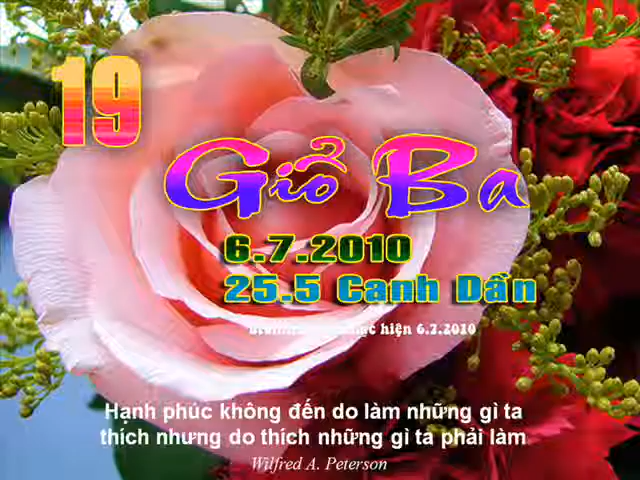 19
Giỗ Ba
6.7.2010
25.5 Canh Dần
hiện 6.7.2010
Hạnh phúc không đến do làm những gì ta
thích nhưng do thích những gì ta phải làm
Wilfred A. Peterson